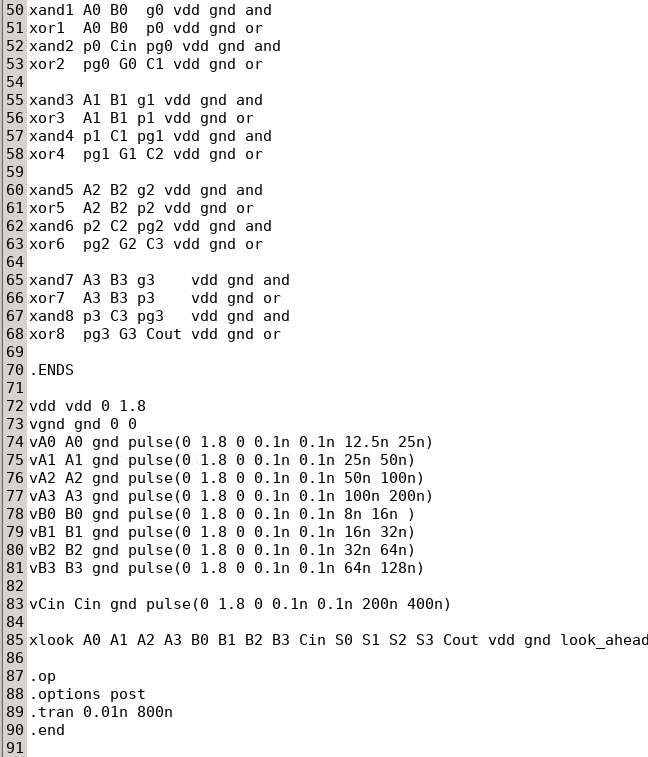 50 xand1 A0 B0  g0 vdd gnd and
51 xor1  A0 B0  p0 vdd gnd or
52 xand2 p0 Cin pg0 vdd gnd and
53 xor2  pg0 G0 C1 vdd gnd or
54
55 xand3 A1 B1 g1 vdd gnd and
56 xor3  A1 B1 p1 vdd gnd or
57 xand4 p1 C1 pg1 vdd gnd and
58 xor4  pg1 G1 C2 vdd gnd or
59
60 xand5 A2 B2 g2 vdd gnd and
61 xor5  A2 B2 p2 vdd gnd or
62 xand6 p2 C2 pg2 vdd gnd and
63 xor6  pg2 G2 C3 vdd gnd or
64
65 xand7 A3 B3 g3    vdd gnd and
66 xor7  A3 B3 p3    vdd gnd or
67 xand8 p3 C3 pg3   vdd gnd and
68 xor8  pg3 G3 Cout vdd gnd or
69
70 .ENDS
71
72 vdd vdd 0 1.8
73 vgnd gnd 0 0
74 vA0 A0 gnd pulse(0 1.8 0 0.1n 0.1n 12.5n 25n)
75 vA1 A1 gnd pulse(0 1.8 0 0.1n 0.1n 25n 50n)
76 vA2 A2 gnd pulse(0 1.8 0 0.1n 0.1n 50n 100n)
77 vA3 A3 gnd pulse(0 1.8 0 0.1n 0.1n 100n 200n)
78 vB0 B0 gnd pulse(0 1.8 0 0.1n 0.1n 8n 16n )
79 vB1 B1 gnd pulse(0 1.8 0 0.1n 0.1n 16n 32n)
80 vB2 B2 gnd pulse(0 1.8 0 0.1n 0.1n 32n 64n)
81 vB3 B3 gnd pulse(0 1.8 0 0.1n 0.1n 64n 128n)
82
83 vCin Cin gnd pulse(0 1.8 0 0.1n 0.1n 200n 400n)
84
85 xlook A0 A1 A2 A3 B0 B1 B2 B3 Cin S0 S1 S2 S3 Cout vdd gnd look_ahead
86
87 .op
88 .options post
89 .tran 0.01n 800n
90 .end
91